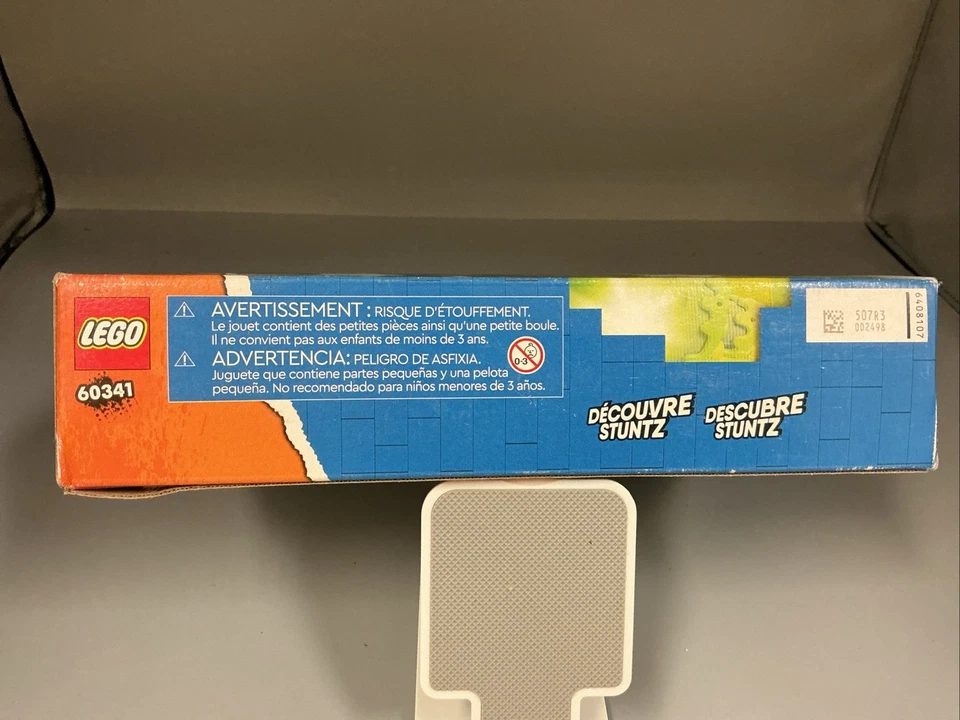 LEGO
60341
AVERTISSEMENT : RISQUE D'ÉTOUFFEMENT.
Le jouet contient des petites pièces ainsi qu'une petite boule.
Il ne convient pas aux enfants de moins de 3 ans.
ADVERTENCIA: PELIGRO DE ASFIXIA.
Juguete que contiene partes pequeñas y una pelota
pequeña. No recomendado para niños menores de 3 años.
0-3
DÉCOUVRE
STUNTZ
DESCUBRE
STUNTZ
507R3
002498
6408107